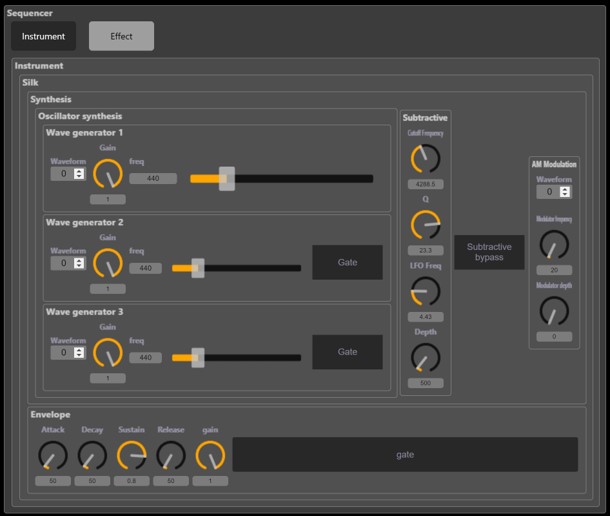 Sequencer
Instrument
Effect
Instrument
Silk
Synthesis
Oscillator synthesis
Wave generator 1
Gain
Waveform
freq
0
440
1
Wave generator 2
Gain
Waveform
freq
0
440
Gate
1
Wave generator 3
Gain
Waveform
freq
0
440
Gate
1
Subtractive
Cutoff Frequency
4288.5
Q
23.3
LFO Freq
4.43
Depth
500
Subtractive
bypass
AM Modulation
Waveform
0
Modulator frequency
20
Modulator depth
0
Envelope
Attack
Decay
Sustain
Release
gain
50
50
0.8
50
1
gate